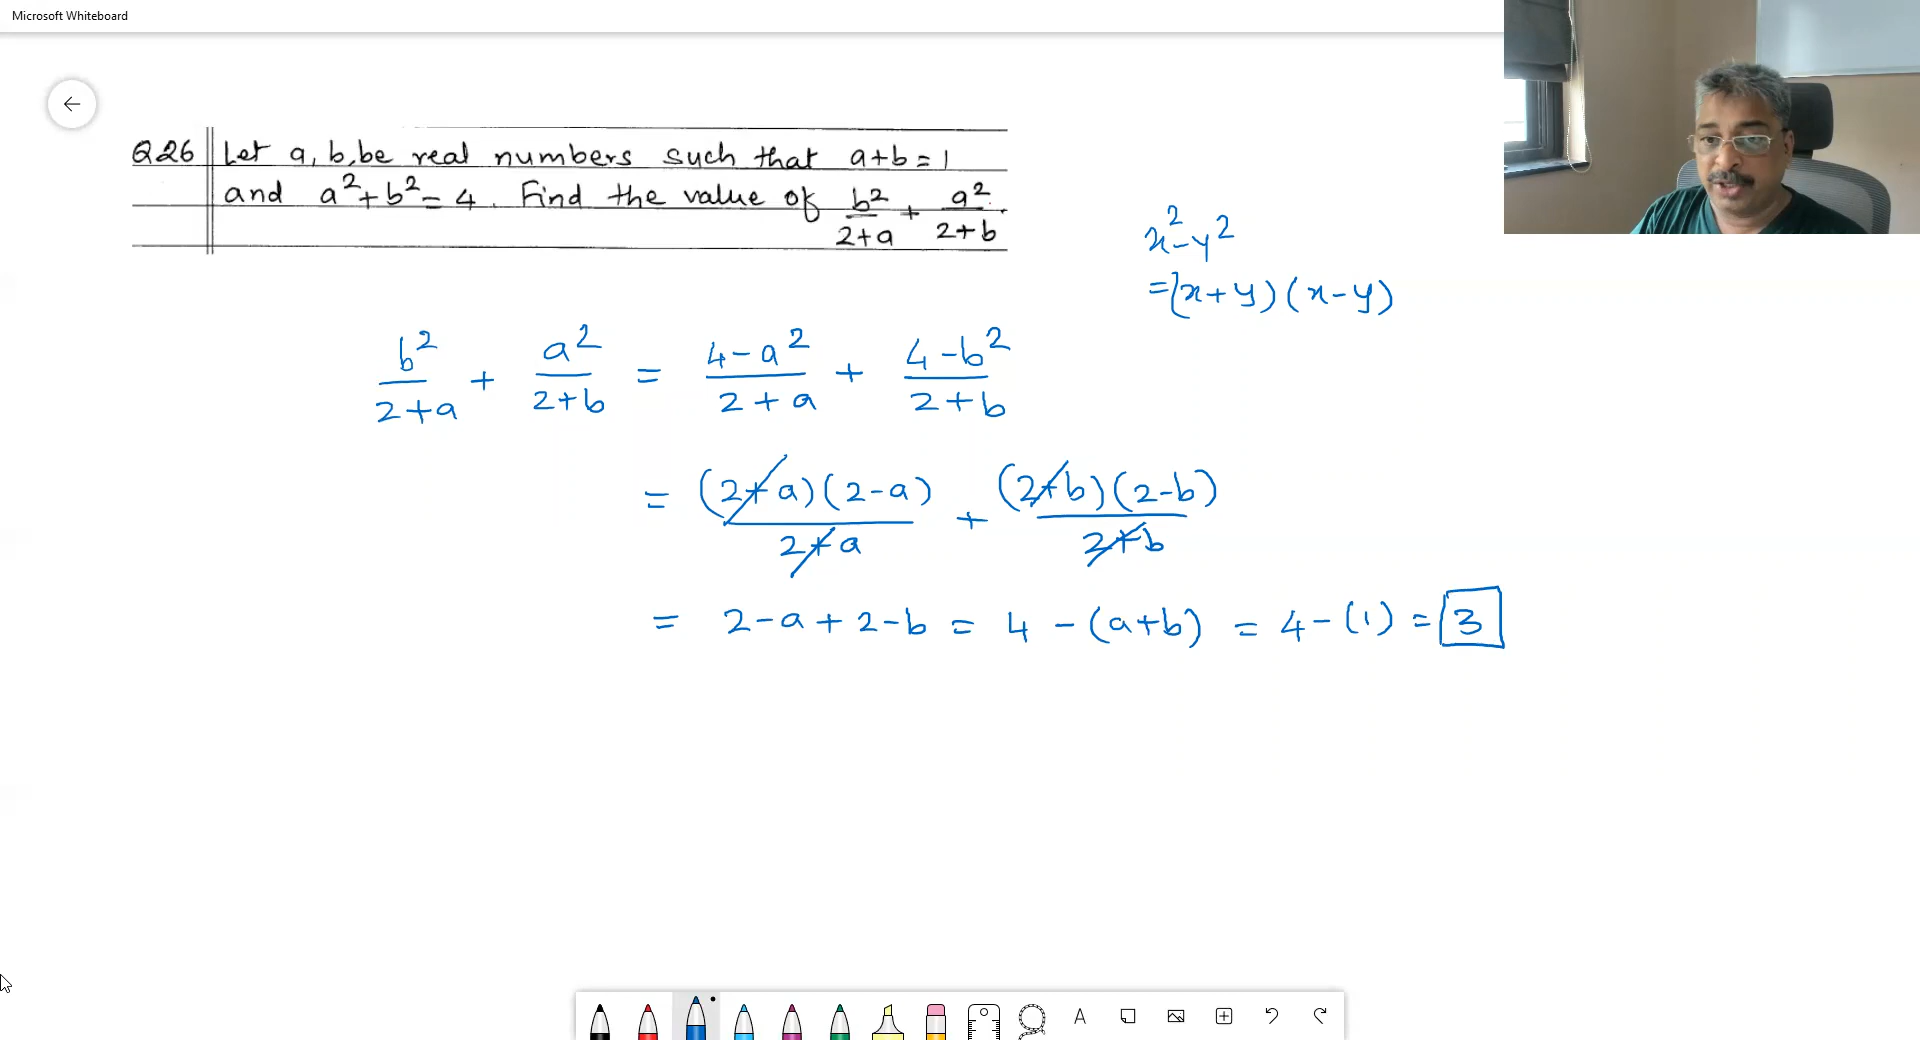 Microsoft Whiteboard
Q26 Let a, b, be real numbers such that a+b=1
and a²+b²=4. Find the value of b²/2+a + a²/2+b.
x²-y²
=(x+y)(x-y)
b²/2+a + a²/2+b = 4-a²/2+a + 4-b²/2+b
= (2+a)(2-a)/2+a + (2+b)(2-b)/2+b
= 2-a+2-b = 4-(a+b) = 4-(1) = 3
A